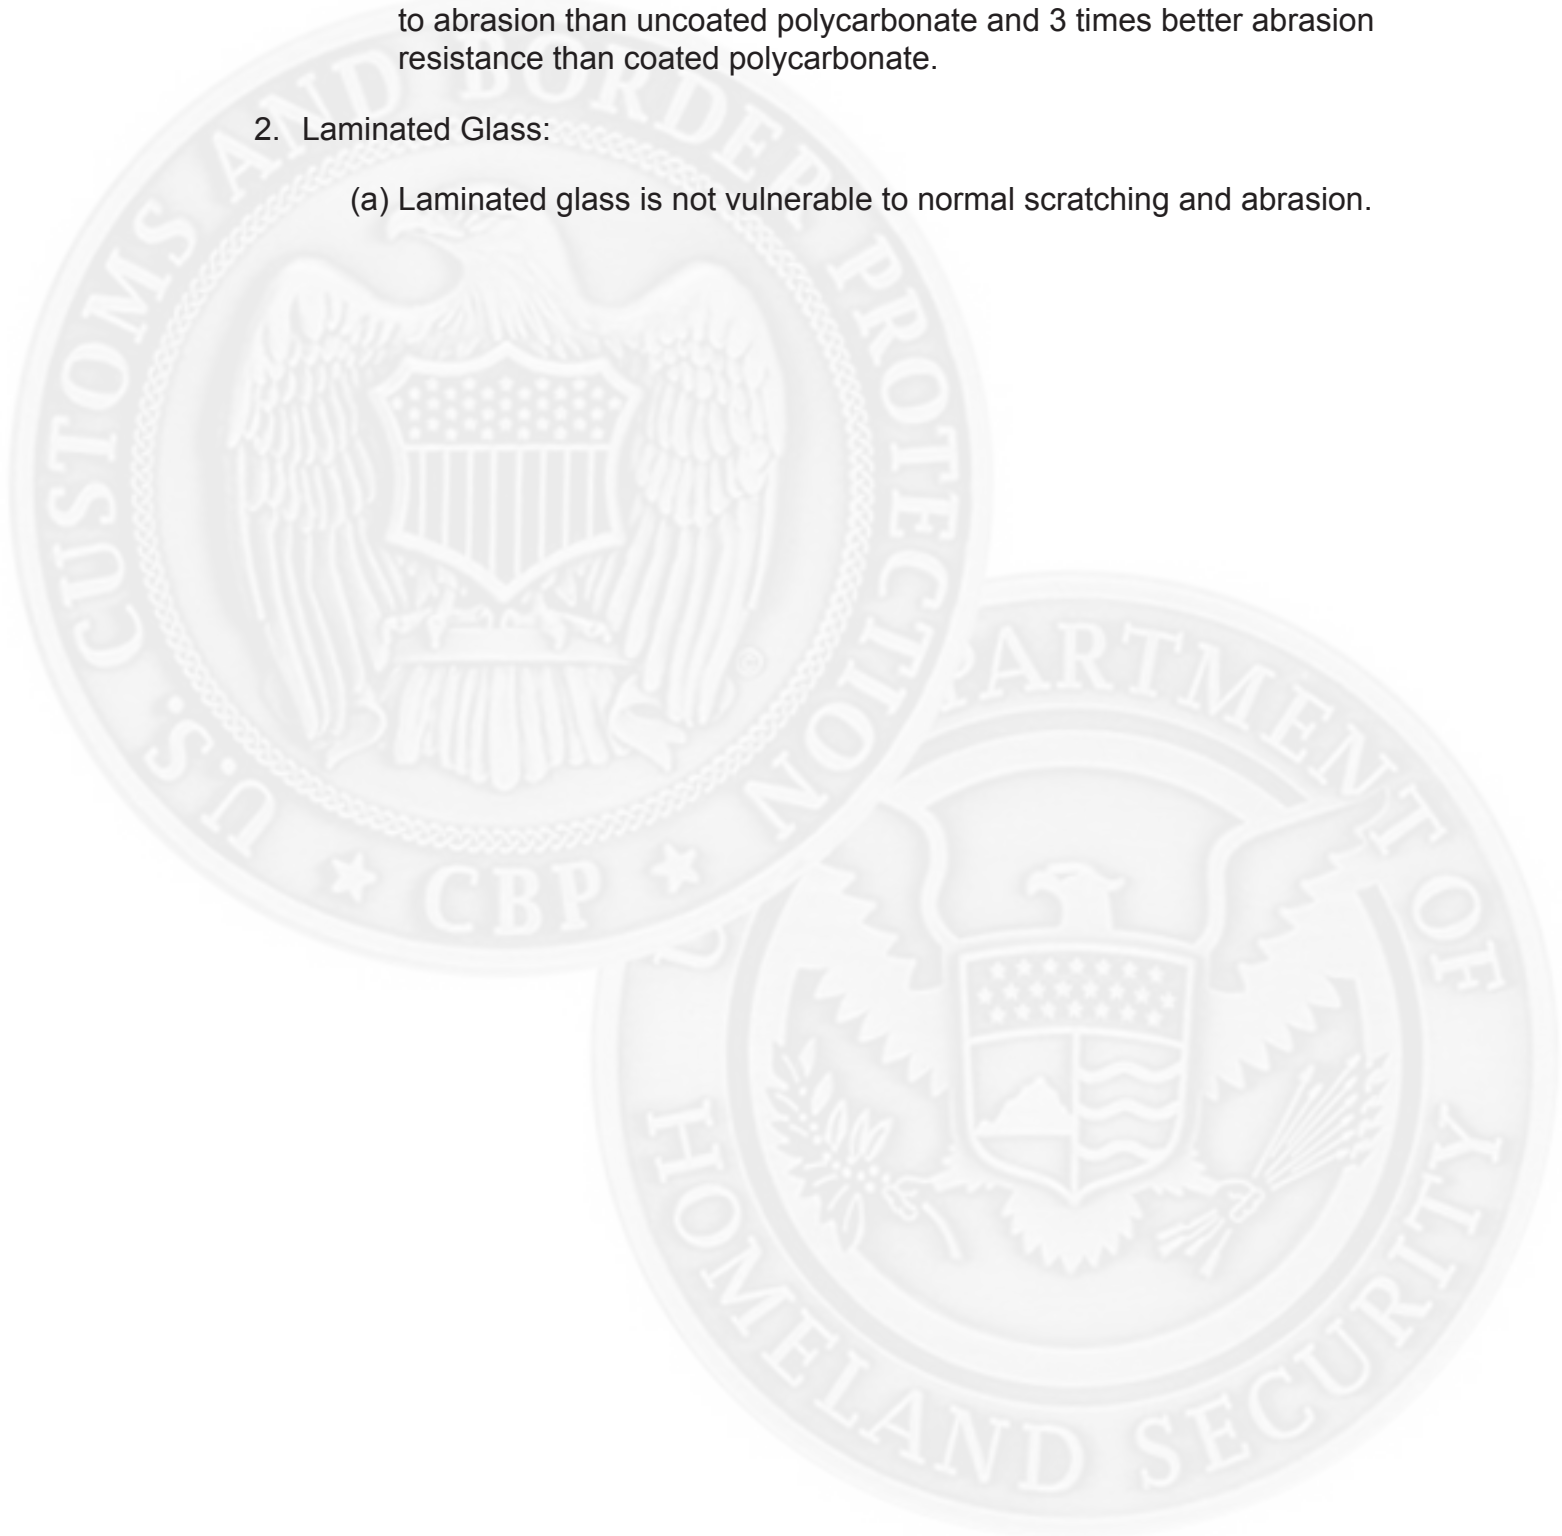 to abrasion than uncoated polycarbonate and 3 times better abrasion
resistance than coated polycarbonate.
2. Laminated Glass:
(a) Laminated glass is not vulnerable to normal scratching and abrasion.
U.S. CUSTOMS AND BORDER PROTECTION
CBP
PARTMENT OF
HOMELAND SECURITY